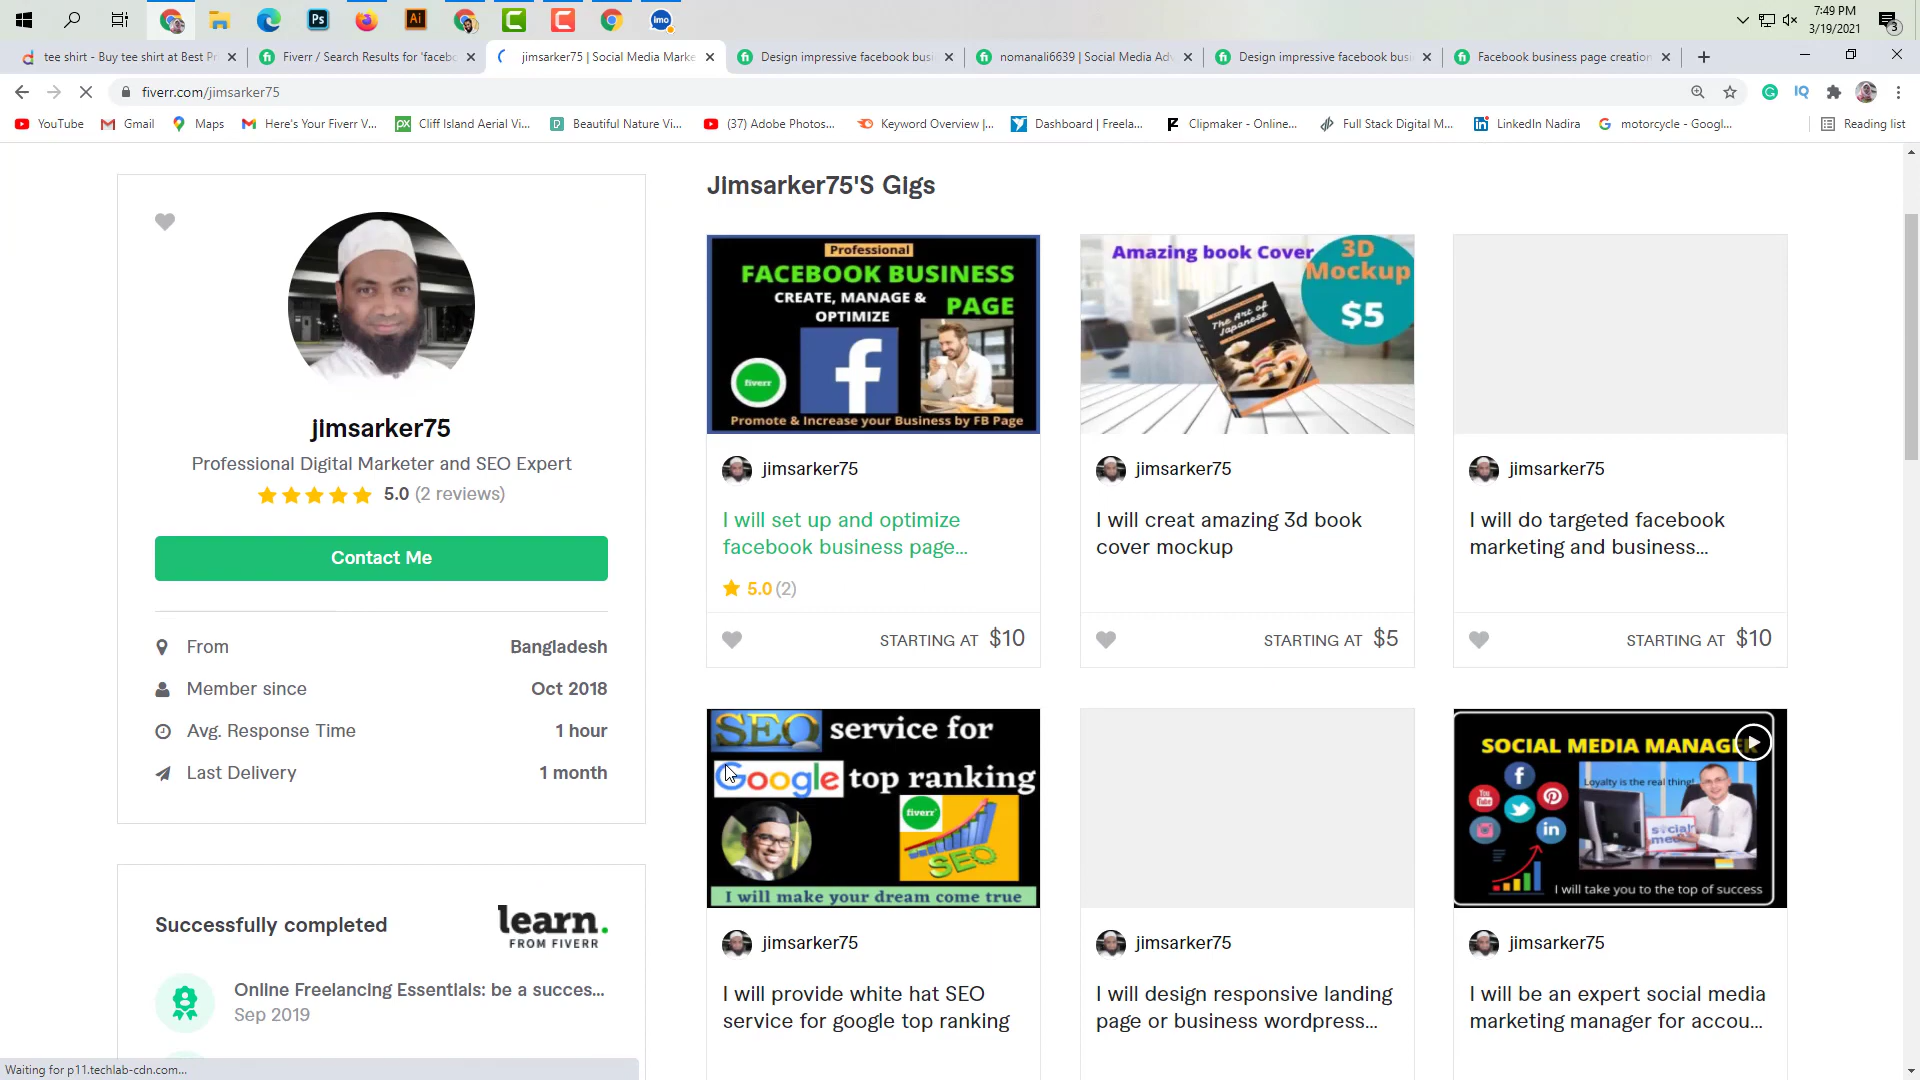 7:49 PM
3/19/2021
3
tee shirt - Buy tee shirt at Best Pr
Fiverr / Search Results for 'facebo
jimsarker75 | Social Media Marke
Design impressive facebook busi
nomanali6639 | Social Media Adv
Design impressive facebook busi
Facebook business page creation
fiverr.com/jimsarker75
YouTube
Gmail
Maps
Here's Your Fiverr V...
Cliff Island Aerial Vi...
Beautiful Nature Vi...
(37) Adobe Photos...
Keyword Overview |...
Dashboard | Freela...
Clipmaker - Online...
Full Stack Digital M...
LinkedIn Nadira
motorcycle - Googl...
Reading list
jimsarker75
Professional Digital Marketer and SEO Expert
5.0 (2 reviews)
Contact Me
From Bangladesh
Member since Oct 2018
Avg. Response Time 1 hour
Last Delivery 1 month
Successfully completed
learn.
FROM FIVERR
Online Freelancing Essentials: be a succes...
Sep 2019
Waiting for p11.techlab-cdn.com...
Jimsarker75'S Gigs
Professional
FACEBOOK BUSINESS
CREATE, MANAGE & PAGE
OPTIMIZE
fiverr
Promote & Increase your Business by FB Page
jimsarker75
I will set up and optimize
facebook business page...
5.0 (2)
STARTING AT $10
Amazing book Cover
3D
Mockup
$5
The Art of
Japanese
jimsarker75
I will creat amazing 3d book
cover mockup
STARTING AT $5
jimsarker75
I will do targeted facebook
marketing and business...
STARTING AT $10
SEO service for
Google top ranking
fiverr
SEO
I will make your dream come true
jimsarker75
I will provide white hat SEO
service for google top ranking
jimsarker75
I will design responsive landing
page or business wordpress...
SOCIAL MEDIA MANAGER
Loyalty is the real thing!
social
I will take you to the top of success
jimsarker75
I will be an expert social media
marketing manager for accou...